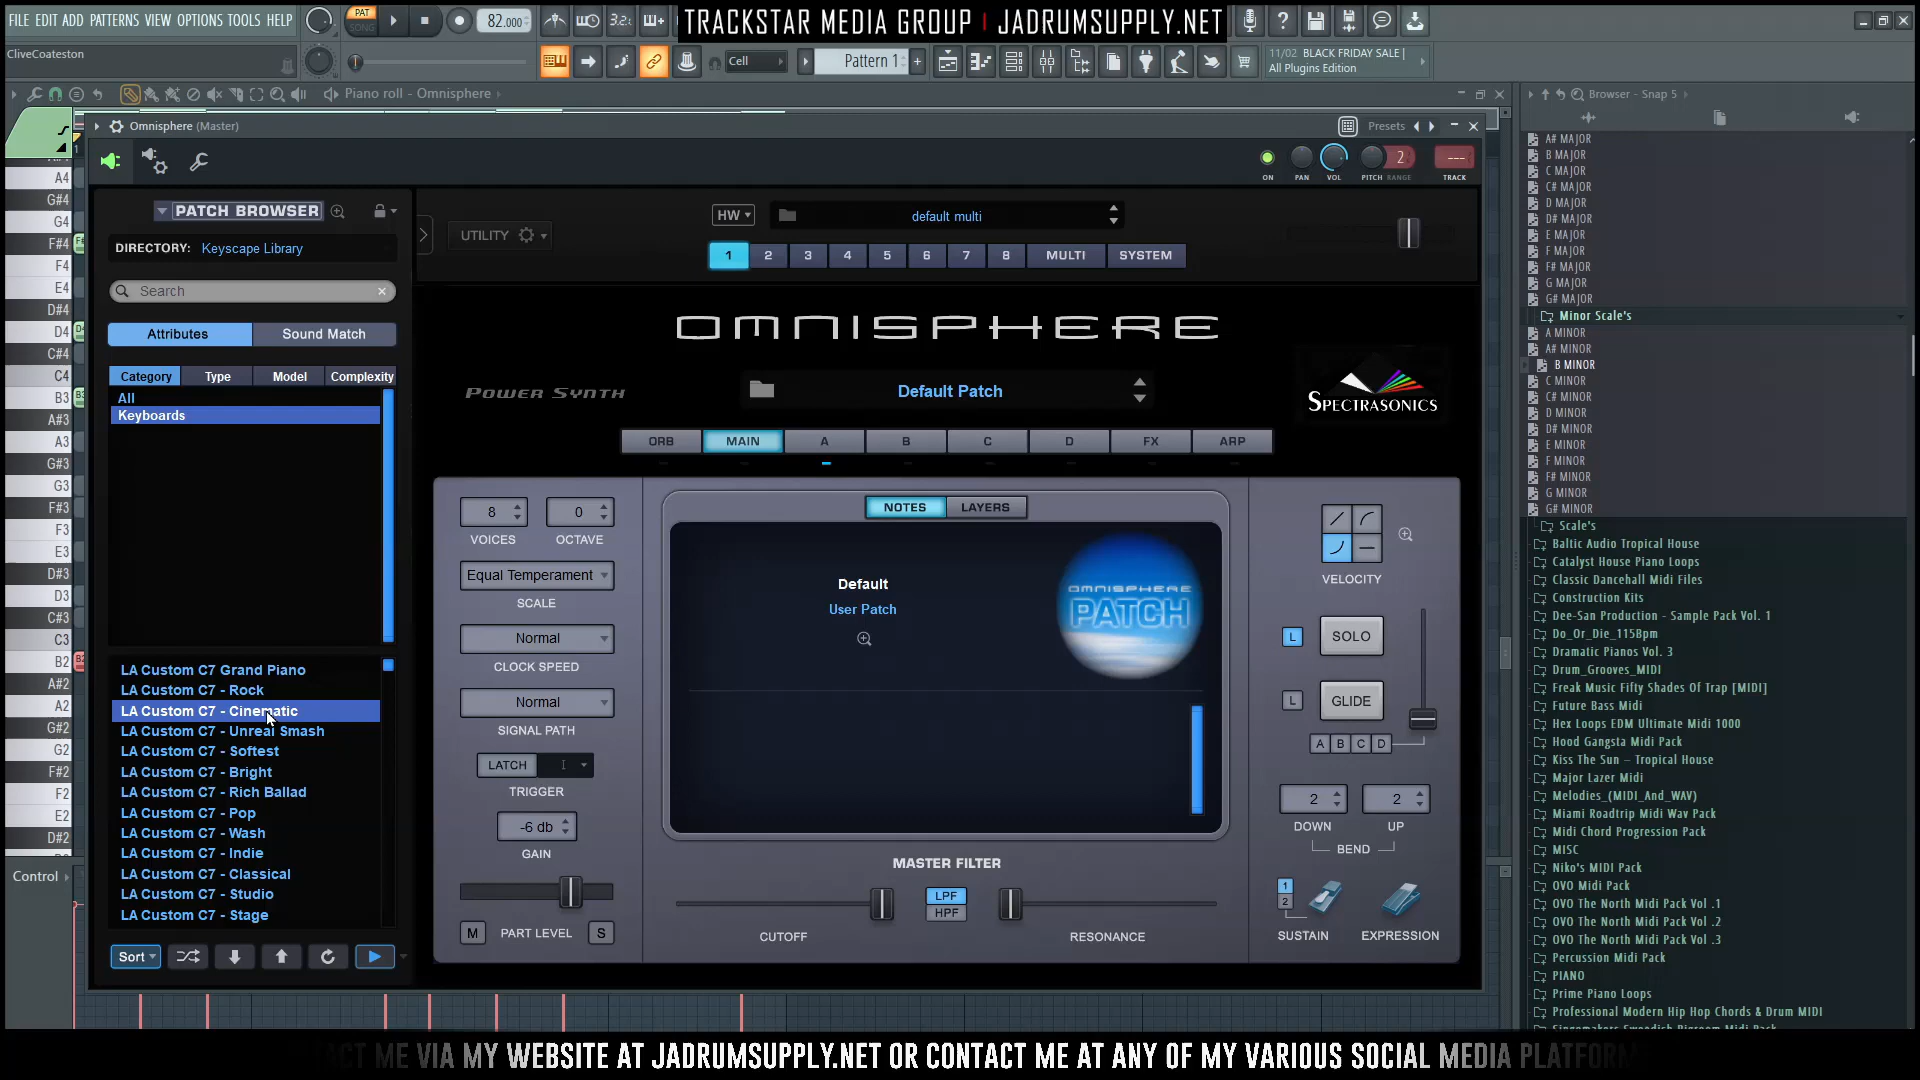 FILE EDIT ADD PATTERNS VIEW OPTIONS TOOLS HELP
PAT
SONG
82.000
3.2.
TRACKSTAR MEDIA GROUP | JADRUMSUPPLY.NET
CliveCoateston
Cell
Pattern 1
11/02 BLACK FRIDAY SALE |
All Plugins Edition
Piano roll - Omnisphere
Browser - Snap 5
Omnisphere (Master)
Presets
ON
PAN
VOL
PITCH
RANGE
2
---
TRACK
PATCH BROWSER
DIRECTORY: Keyscape Library
Search
Attributes
Sound Match
Category
Type
Model
Complexity
All
Keyboards
LA Custom C7 Grand Piano
LA Custom C7 - Rock
LA Custom C7 - Cinematic
LA Custom C7 - Unreal Smash
LA Custom C7 - Softest
LA Custom C7 - Bright
LA Custom C7 - Rich Ballad
LA Custom C7 - Pop
LA Custom C7 - Wash
LA Custom C7 - Indie
LA Custom C7 - Classical
LA Custom C7 - Studio
LA Custom C7 - Stage
Sort
A4
G#4
G4
F#4
F4
E4
D#4
D4
C#4
C4
B3
A#3
A3
G#3
G3
F#3
F3
E3
D#3
D3
C#3
C3
B2
A#2
A2
G#2
G2
F#2
F2
E2
D#2
Control
UTILITY
HW
default multi
1 2 3 4 5 6 7 8 MULTI SYSTEM
OMNISPHERE
POWER SYNTH
Default Patch
SPECTRASONICS
ORB MAIN A B C D FX ARP
8
VOICES
0
OCTAVE
Equal Temperament
SCALE
Normal
CLOCK SPEED
Normal
SIGNAL PATH
LATCH
TRIGGER
-6 db
GAIN
M PART LEVEL S
NOTES LAYERS
Default
User Patch
OMNISPHERE
PATCH
MASTER FILTER
CUTOFF
LPF
HPF
RESONANCE
VELOCITY
L SOLO
L GLIDE
A B C D
2
DOWN
2
UP
BEND
1
2
SUSTAIN
EXPRESSION
A# MAJOR
B MAJOR
C MAJOR
C# MAJOR
D MAJOR
D# MAJOR
E MAJOR
F MAJOR
F# MAJOR
G MAJOR
G# MAJOR
Minor Scale's
A MINOR
A# MINOR
B MINOR
C MINOR
C# MINOR
D MINOR
D# MINOR
E MINOR
F MINOR
F# MINOR
G MINOR
G# MINOR
Scale's
Baltic Audio Tropical House
Catalyst House Piano Loops
Classic Dancehall Midi Files
Construction Kits
Dee-San Production - Sample Pack Vol. 1
Do_Or_Die_115Bpm
Dramatic Pianos Vol. 3
Drum_Grooves_MIDI
Freak Music Fifty Shades Of Trap [MIDI]
Future Bass Midi
Hex Loops EDM Ultimate Midi 1000
Hood Gangsta Midi Pack
Kiss The Sun – Tropical House
Major Lazer Midi
Melodies_(MIDI_And_WAV)
Miami Roadtrip Midi Wav Pack
Midi Chord Progression Pack
MISC
Niko's MIDI Pack
OVO Midi Pack
OVO The North Midi Pack Vol .1
OVO The North Midi Pack Vol .2
OVO The North Midi Pack Vol .3
Percussion Midi Pack
PIANO
Prime Piano Loops
Professional Modern Hip Hop Chords & Drum MIDI
ACT ME VIA MY WEBSITE AT JADRUMSUPPLY.NET OR CONTACT ME AT ANY OF MY VARIOUS SOCIAL MEDIA PLATFORM